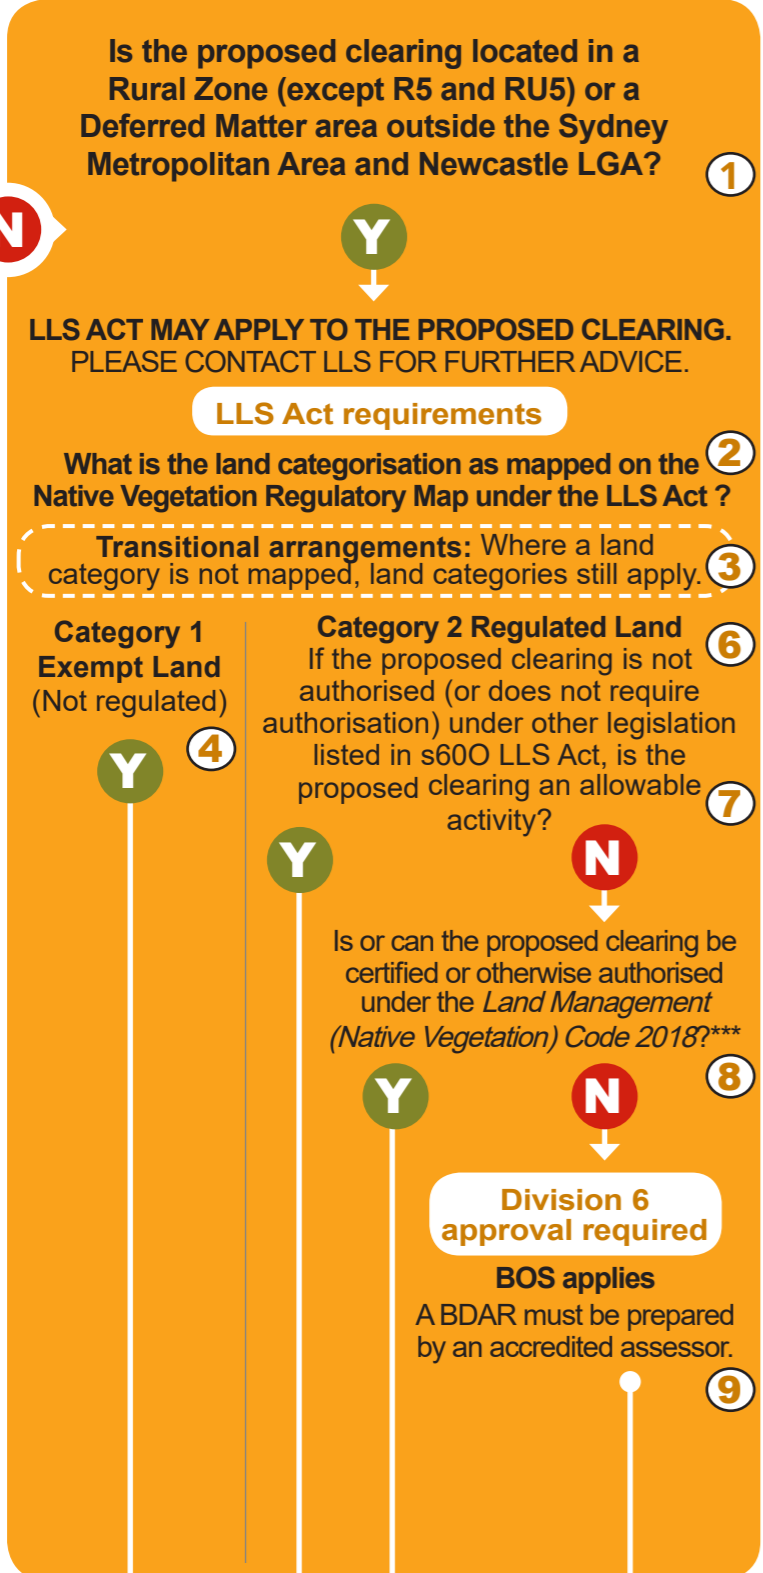 Is the proposed clearing located in a
Rural Zone (except R5 and RU5) or a
Deferred Matter area outside the Sydney
Metropolitan Area and Newcastle LGA?
1
N
Y
LLS ACT MAY APPLY TO THE PROPOSED CLEARING.
PLEASE CONTACT LLS FOR FURTHER ADVICE.
LLS Act requirements
What is the land categorisation as mapped on the
2
Native Vegetation Regulatory Map under the LLS Act ?
Transitional arrangements: Where a land
category is not mapped, land categories still apply.
3
Category 1
Exempt Land
(Not regulated)
4
Y
Category 2 Regulated Land
6
If the proposed clearing is not
authorised (or does not require
authorisation) under other legislation
listed in s60O LLS Act, is the
proposed clearing an allowable
activity?
7
Y
N
Is or can the proposed clearing be
certified or otherwise authorised
under the Land Management
(Native Vegetation) Code 2018?***
8
Y
N
Division 6
approval required
BOS applies
A BDAR must be prepared
by an accredited assessor.
9